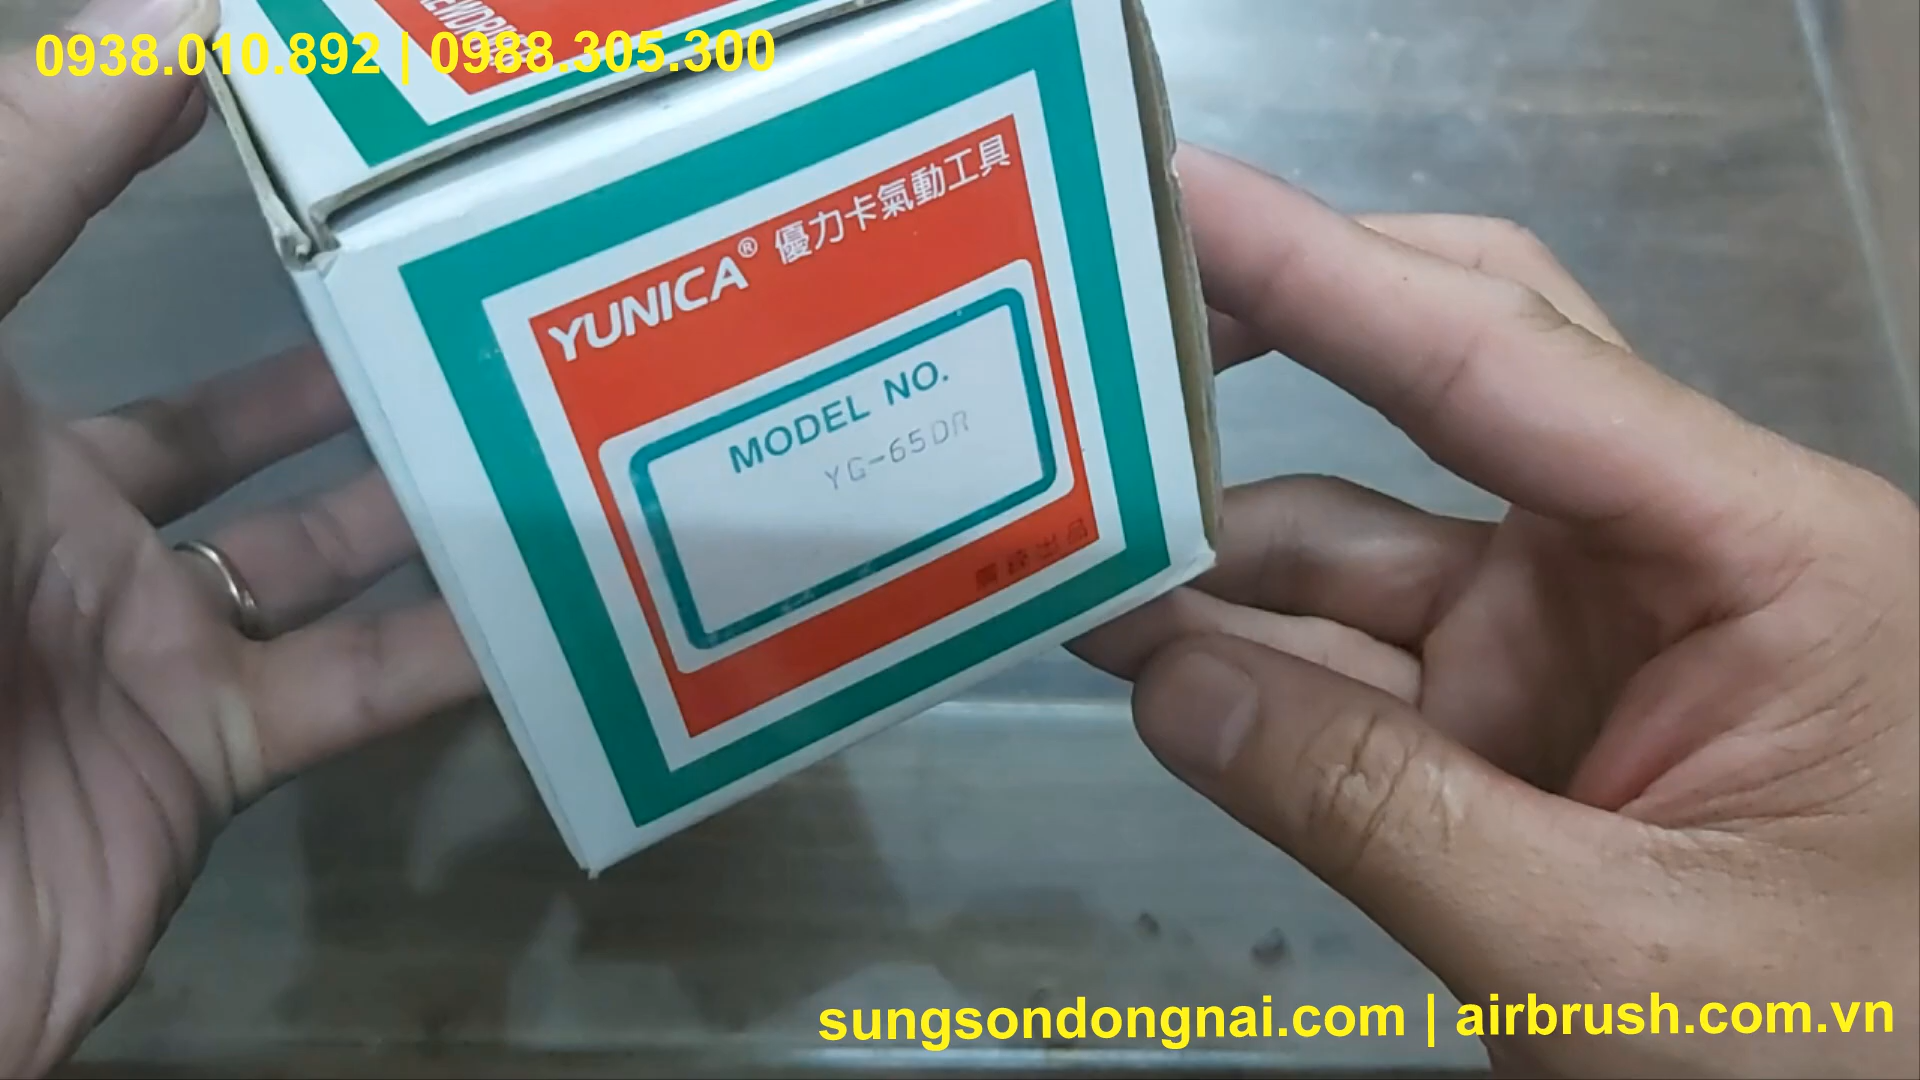 0938.010.892 | 0988.305.300
YUNICA® 優力卡氣動工具
MODEL NO.
YG-65DR
sungsondongnai.com | airbrush.com.vn